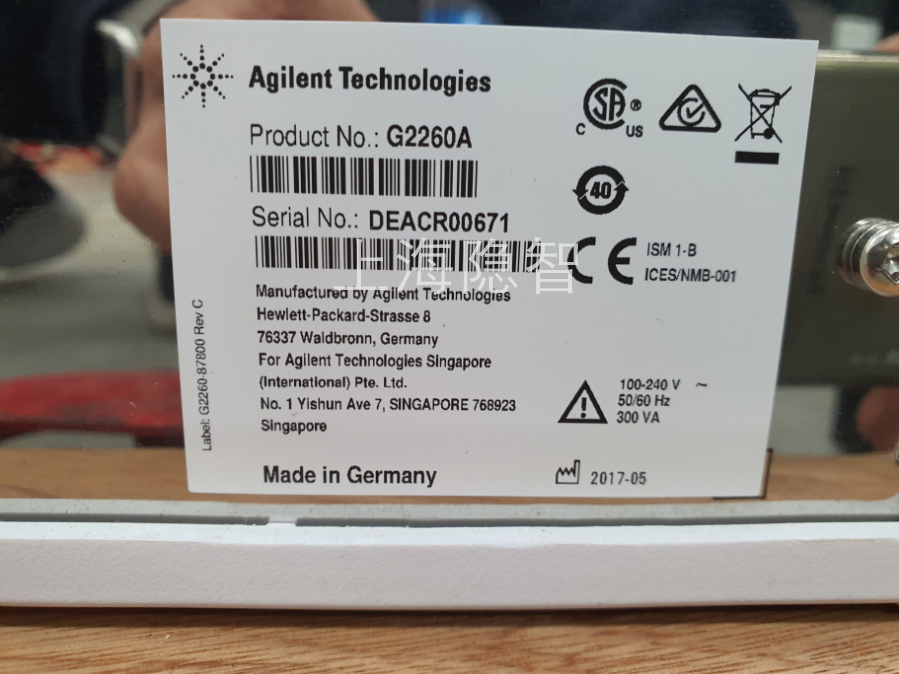 Agilent Technologies
Product No.: G2260A
Serial No.: DEACR00671
Manufactured by Agilent Technologies
Hewlett-Packard-Strasse 8
76337 Waldbronn, Germany
For Agilent Technologies Singapore
(International) Pte. Ltd.
No. 1 Yishun Ave 7, SINGAPORE 768923
Singapore
Made in Germany
Label: G2260-87800 Rev C
C SA ® US
40
CE ISM 1-B
ICES/NMB-001
100-240 V ~
50/60 Hz
300 VA
2017-05
上海隐智